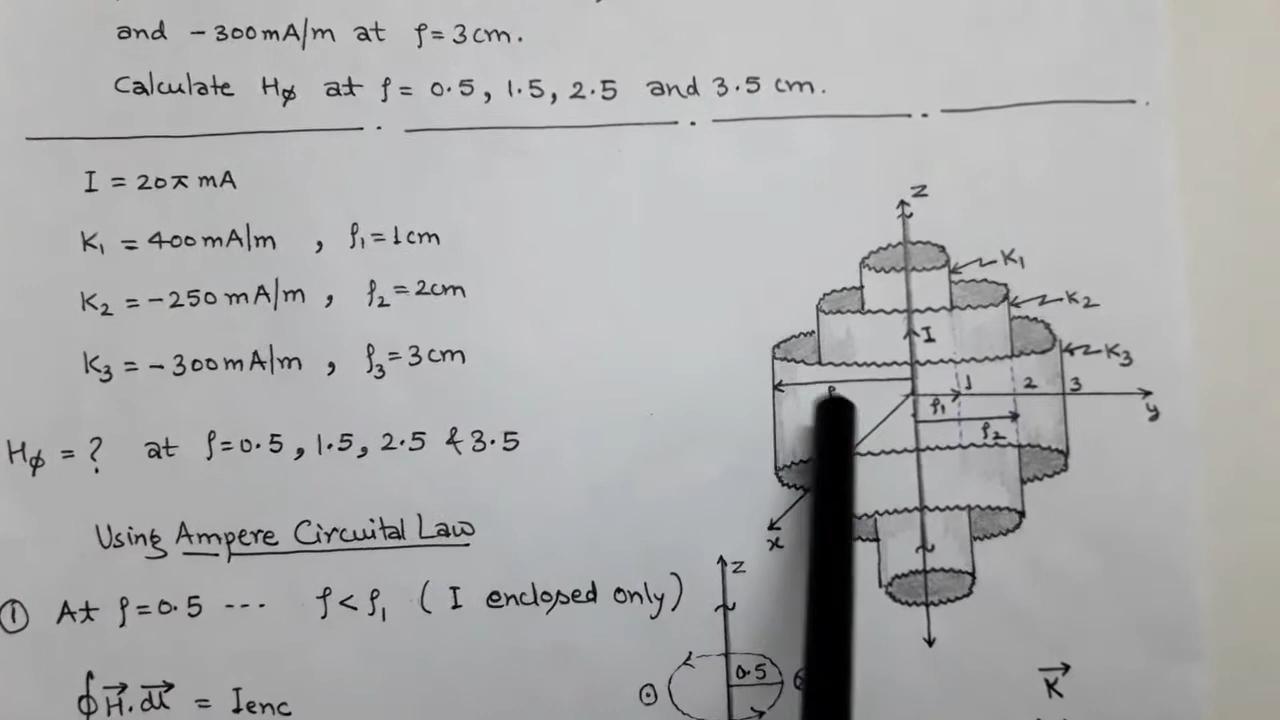 and -300mA/m at ρ=3cm.
Calculate Hϕ at ρ= 0.5, 1.5, 2.5 and 3.5 cm.
I = 20π mA
K₁ = 400mA/m , ρ₁=1cm
K₂ = -250 mA/m , ρ₂=2cm
K₃ = -300mA/m , ρ₃=3cm
Hϕ = ? at ρ=0.5, 1.5, 2.5 & 3.5
Using Ampere Circuital Law
① At ρ=0.5 --- ρ<ρ₁ ( I enclosed only)
∮H⃗.dl⃗ = Ienc
z
K₁
K₂
I
K₃
1 2 3
ρ₁
y
ρ₂
x
z
0.5
K⃗